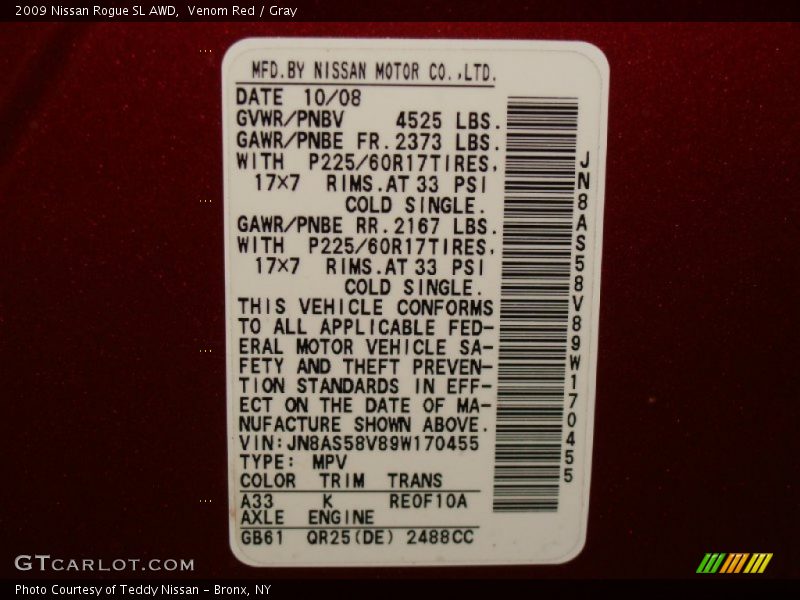 2009 Nissan Rogue SL AWD,  Venom Red / Gray
MFD.BY NISSAN MOTOR CO.,LTD.
DATE 10/08
GVWR/PNBV 4525 LBS.
GAWR/PNBE FR.2373 LBS.
WITH P225/60R17TIRES,
17X7 RIMS.AT 33 PSI
COLD SINGLE.
GAWR/PNBE RR.2167 LBS.
WITH P225/60R17TIRES,
17X7 RIMS.AT 33 PSI
COLD SINGLE.
THIS VEHICLE CONFORMS
TO ALL APPLICABLE FED-
ERAL MOTOR VEHICLE SA-
FETY AND THEFT PREVEN-
TION STANDARDS IN EFF-
ECT ON THE DATE OF MA-
NUFACTURE SHOWN ABOVE.
VIN:JN8AS58V89W170455
TYPE: MPV
COLOR TRIM TRANS
A33 K RE0F10A
AXLE ENGINE
GB61 QR25(DE) 2488CC
JN8AS58V89W170455
GTCARLOT.COM
Photo Courtesy of Teddy Nissan - Bronx, NY